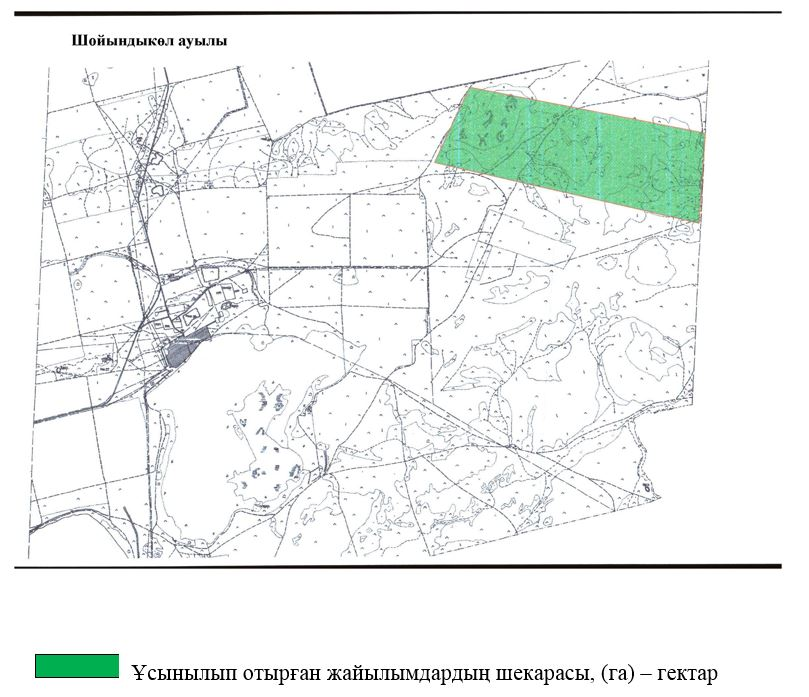 Шойындыкөл ауылы
Ұсынылып отырған жайылымдардың шекарасы, (га) – гектар